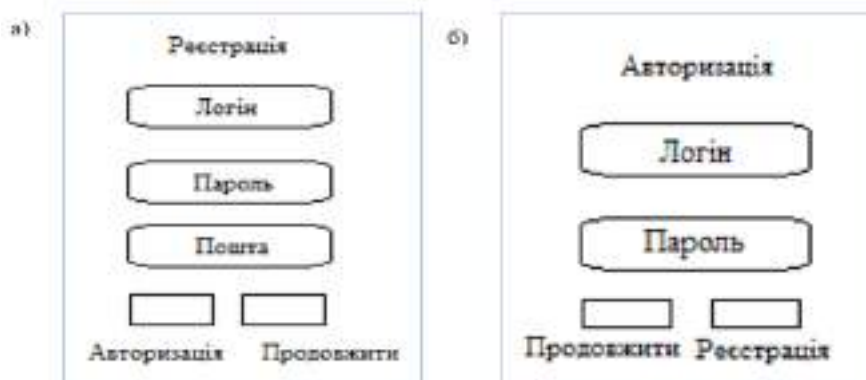 а)
Реєстрація
Логін
Пароль
Пошта
Авторизація Продовжити
б)
Авторизація
Логін
Пароль
Продовжити Реєстрація